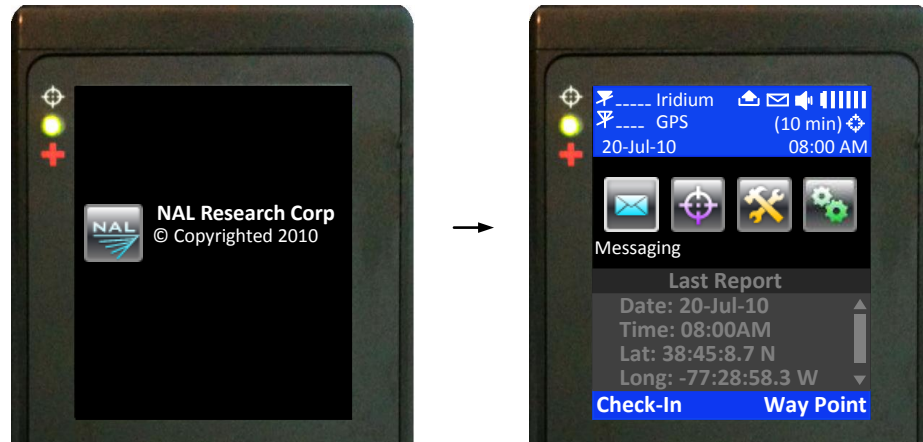 NAL
NAL Research Corp
© Copyrighted 2010
Iridium
GPS
(10 min)
20-Jul-10
08:00 AM
Messaging
Last Report
Date: 20-Jul-10
Time: 08:00AM
Lat: 38:45:8.7 N
Long: -77:28:58.3 W
Check-In
Way Point